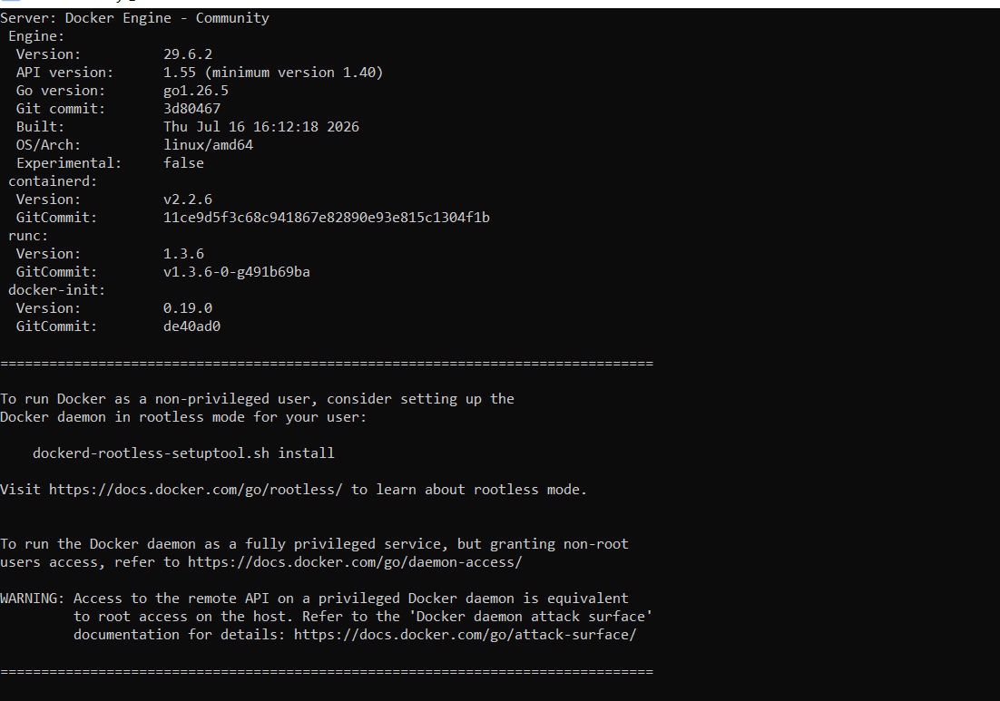 Server: Docker Engine - Community
 Engine:
  Version:          29.6.2
  API version:      1.55 (minimum version 1.40)
  Go version:       go1.26.5
  Git commit:       3d80467
  Built:            Thu Jul 16 16:12:18 2026
  OS/Arch:          linux/amd64
  Experimental:     false
 containerd:
  Version:          v2.2.6
  GitCommit:        11ce9d5f3c68c941867e82890e93e815c1304f1b
 runc:
  Version:          1.3.6
  GitCommit:        v1.3.6-0-g491b69ba
 docker-init:
  Version:          0.19.0
  GitCommit:        de40ad0

================================================================================

To run Docker as a non-privileged user, consider setting up the
Docker daemon in rootless mode for your user:

    dockerd-rootless-setuptool.sh install

Visit https://docs.docker.com/go/rootless/ to learn about rootless mode.


To run the Docker daemon as a fully privileged service, but granting non-root
users access, refer to https://docs.docker.com/go/daemon-access/

WARNING: Access to the remote API on a privileged Docker daemon is equivalent
         to root access on the host. Refer to the 'Docker daemon attack surface'
         documentation for details: https://docs.docker.com/go/attack-surface/

================================================================================